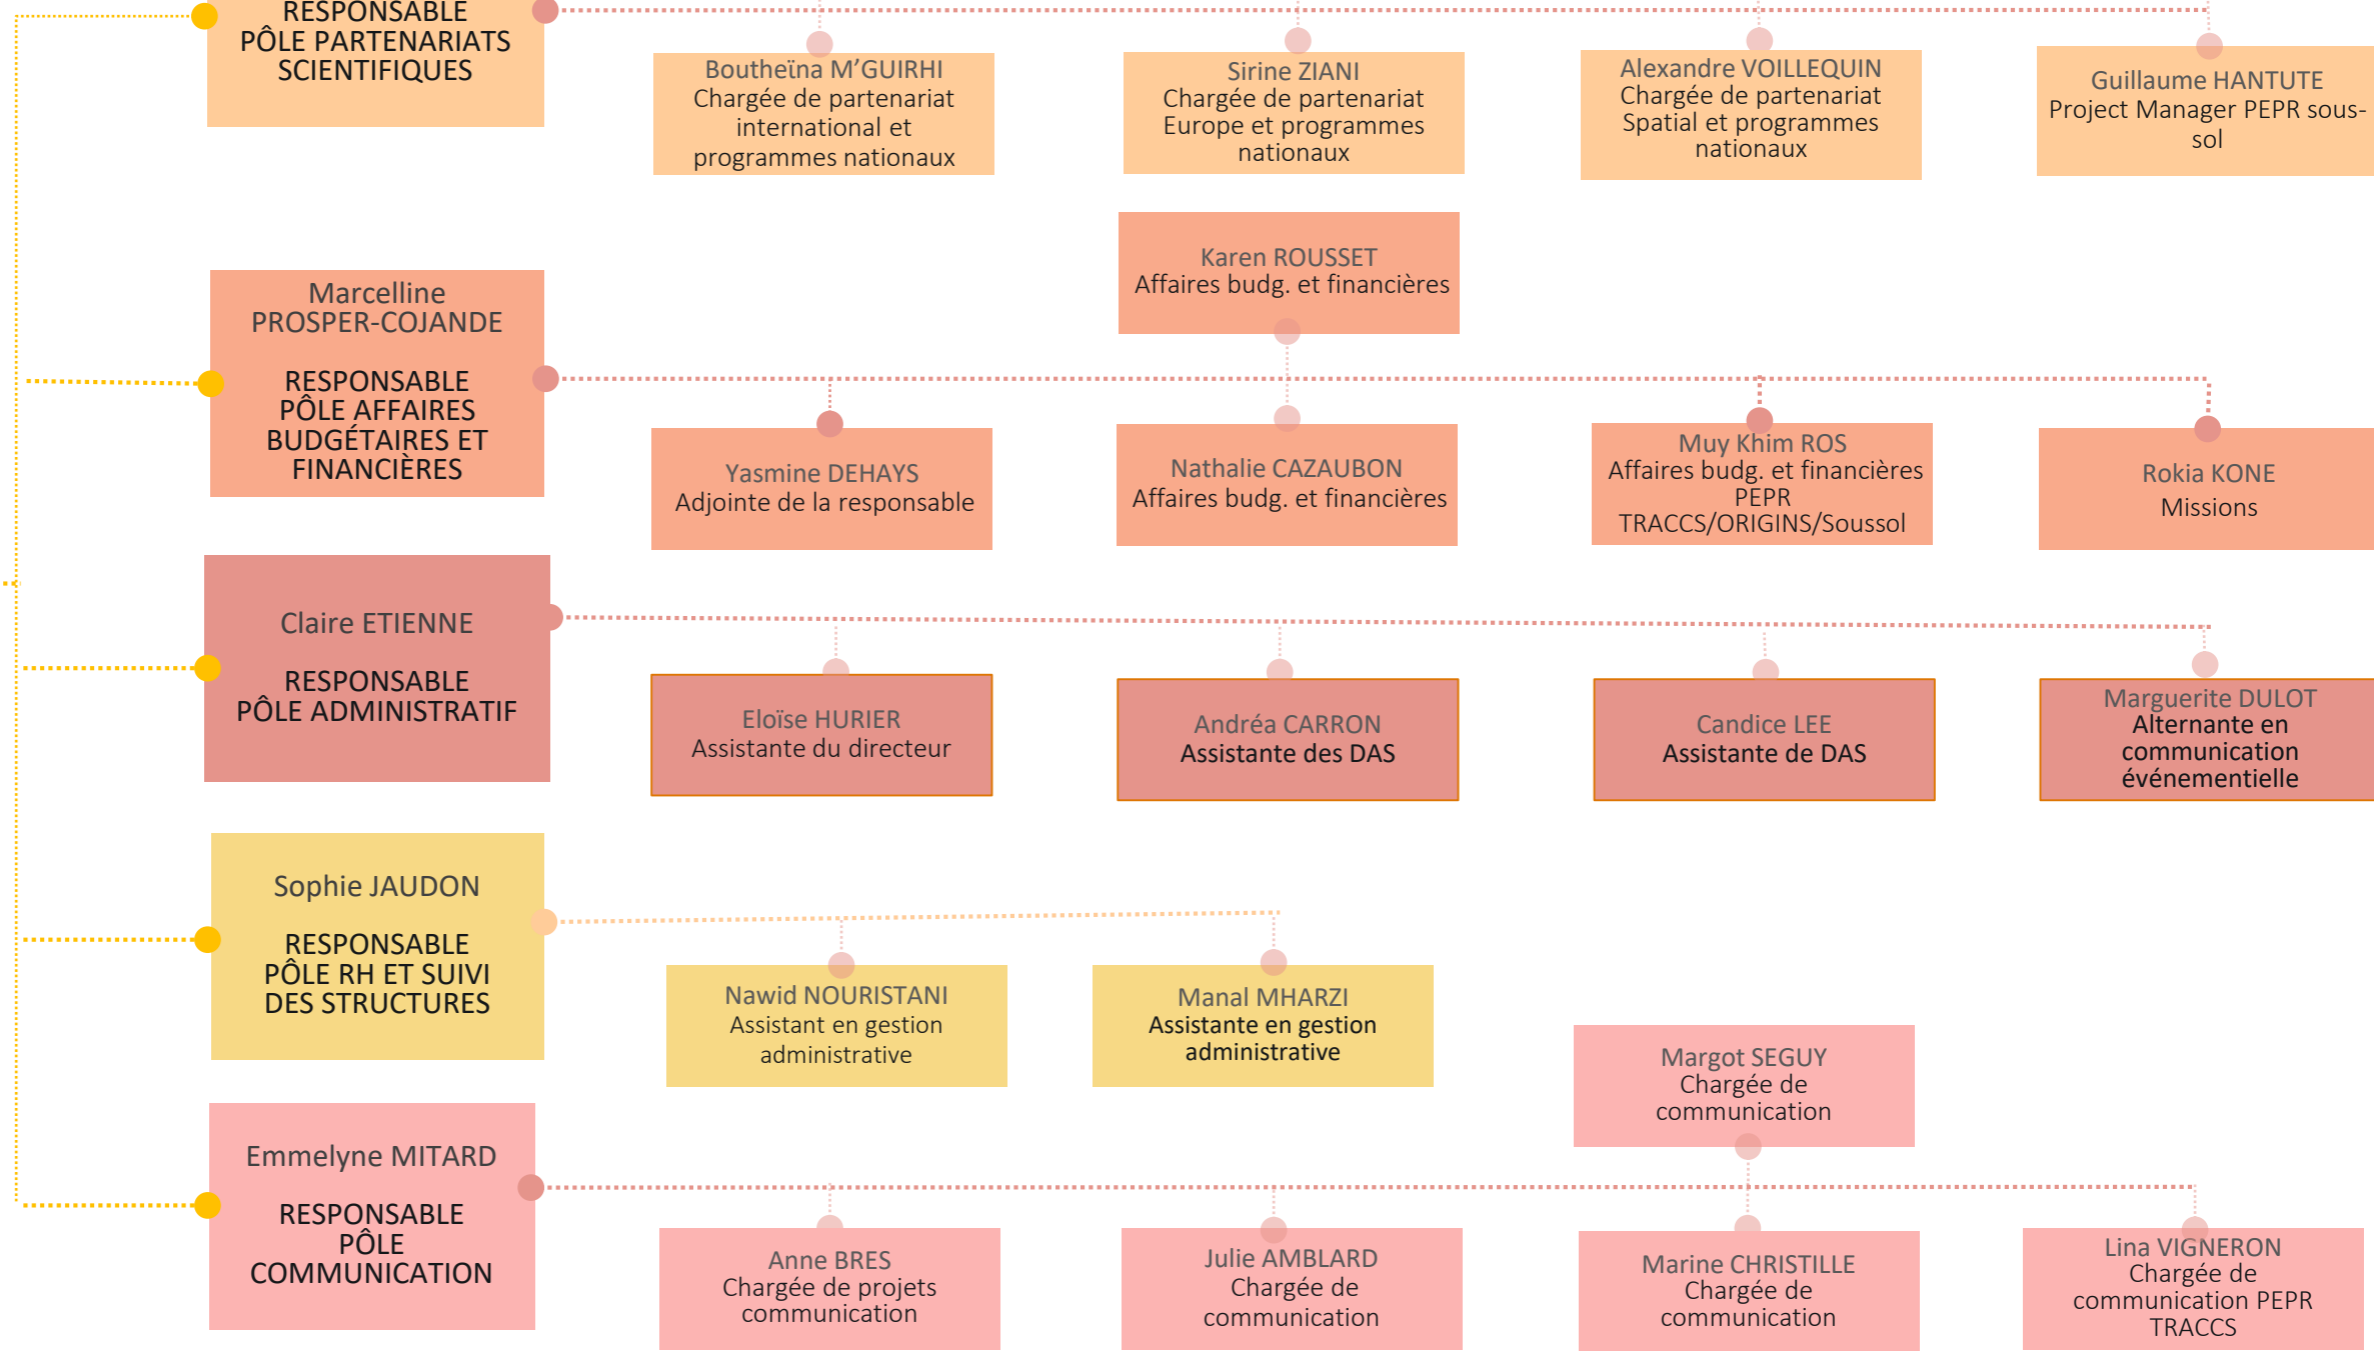 RESPONSABLE
PÔLE PARTENARIATS
SCIENTIFIQUES
Boutheïna M’GUIRHI
Chargée de partenariat
international et
programmes nationaux
Sirine ZIANI
Chargée de partenariat
Europe et programmes
nationaux
Alexandre VOILLEQUIN
Chargée de partenariat
Spatial et programmes
nationaux
Guillaume HANTUTE
Project Manager PEPR sous-
sol
Karen ROUSSET
Affaires budg. et financières
Marcelline
PROSPER-COJANDE
RESPONSABLE
PÔLE AFFAIRES
BUDGÉTAIRES ET
FINANCIÈRES
Yasmine DEHAYS
Adjointe de la responsable
Nathalie CAZAUBON
Affaires budg. et financières
Muy Khim ROS
Affaires budg. et financières
PEPR
TRACCS/ORIGINS/Soussol
Rokia KONE
Missions
Claire ETIENNE
RESPONSABLE
PÔLE ADMINISTRATIF
Eloïse HURIER
Assistante du directeur
Andréa CARRON
Assistante des DAS
Candice LEE
Assistante de DAS
Marguerite DULOT
Alternante en
communication
événementielle
Sophie JAUDON
RESPONSABLE
PÔLE RH ET SUIVI
DES STRUCTURES
Nawid NOURISTANI
Assistant en gestion
administrative
Manal MHARZI
Assistante en gestion
administrative
Margot SEGUY
Chargée de
communication
Emmelyne MITARD
RESPONSABLE
PÔLE
COMMUNICATION
Anne BRES
Chargée de projets
communication
Julie AMBLARD
Chargée de
communication
Marine CHRISTILLE
Chargée de
communication
Lina VIGNERON
Chargée de
communication PEPR
TRACCS